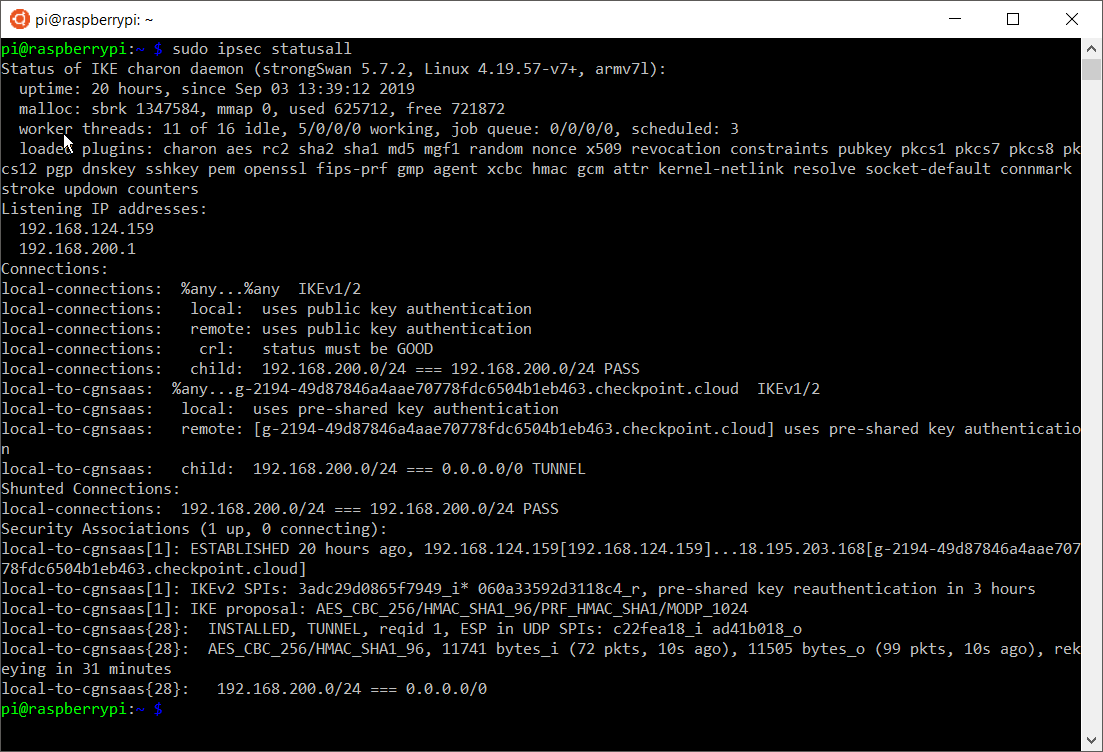 pi@raspberrypi: ~
pi@raspberrypi:~ $ sudo ipsec statusall
Status of IKE charon daemon (strongSwan 5.7.2, Linux 4.19.57-v7+, armv7l):
  uptime: 20 hours, since Sep 03 13:39:12 2019
  malloc: sbrk 1347584, mmap 0, used 625712, free 721872
  worker threads: 11 of 16 idle, 5/0/0/0 working, job queue: 0/0/0/0, scheduled: 3
  loaded plugins: charon aes rc2 sha2 sha1 md5 mgf1 random nonce x509 revocation constraints pubkey pkcs1 pkcs7 pkcs8 pk
cs12 pgp dnskey sshkey pem openssl fips-prf gmp agent xcbc hmac gcm attr kernel-netlink resolve socket-default connmark
stroke updown counters
Listening IP addresses:
  192.168.124.159
  192.168.200.1
Connections:
local-connections:  %any...%any  IKEv1/2
local-connections:   local:  uses public key authentication
local-connections:   remote: uses public key authentication
local-connections:    crl:   status must be GOOD
local-connections:   child:  192.168.200.0/24 === 192.168.200.0/24 PASS
local-to-cgnsaas:  %any...g-2194-49d87846a4aae70778fdc6504b1eb463.checkpoint.cloud  IKEv1/2
local-to-cgnsaas:   local:  uses pre-shared key authentication
local-to-cgnsaas:   remote: [g-2194-49d87846a4aae70778fdc6504b1eb463.checkpoint.cloud] uses pre-shared key authenticatio
n
local-to-cgnsaas:   child:  192.168.200.0/24 === 0.0.0.0/0 TUNNEL
Shunted Connections:
local-connections:  192.168.200.0/24 === 192.168.200.0/24 PASS
Security Associations (1 up, 0 connecting):
local-to-cgnsaas[1]: ESTABLISHED 20 hours ago, 192.168.124.159[192.168.124.159]...18.195.203.168[g-2194-49d87846a4aae707
78fdc6504b1eb463.checkpoint.cloud]
local-to-cgnsaas[1]: IKEv2 SPIs: 3adc29d0865f7949_i* 060a33592d3118c4_r, pre-shared key reauthentication in 3 hours
local-to-cgnsaas[1]: IKE proposal: AES_CBC_256/HMAC_SHA1_96/PRF_HMAC_SHA1/MODP_1024
local-to-cgnsaas{28}:  INSTALLED, TUNNEL, reqid 1, ESP in UDP SPIs: c22fea18_i ad41b018_o
local-to-cgnsaas{28}:  AES_CBC_256/HMAC_SHA1_96, 11741 bytes_i (72 pkts, 10s ago), 11505 bytes_o (99 pkts, 10s ago), rek
eying in 31 minutes
local-to-cgnsaas{28}:   192.168.200.0/24 === 0.0.0.0/0
pi@raspberrypi:~ $